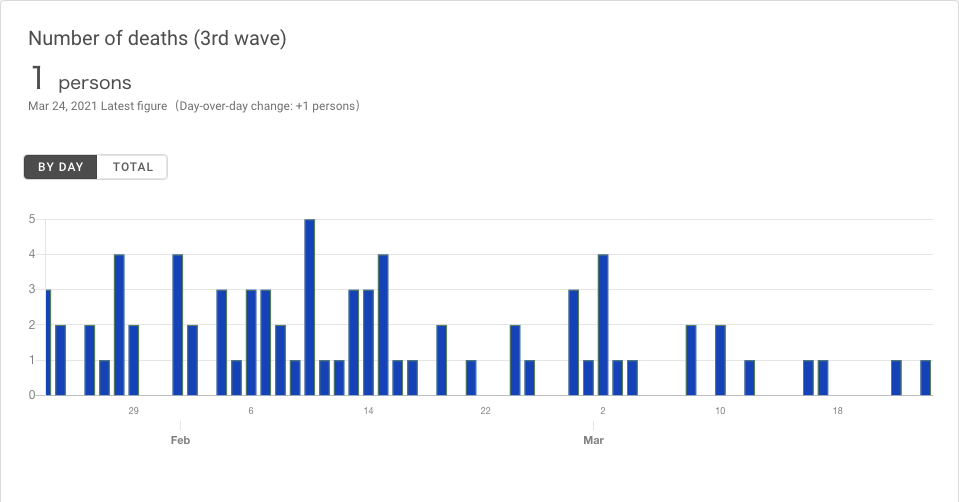 Number of deaths (3rd wave)
1 persons
Mar 24, 2021 Latest figure（Day-over-day change: +1 persons）
BY DAY TOTAL
5
4
3
2
1
0
29 6 14 22 2 10 18
Feb Mar